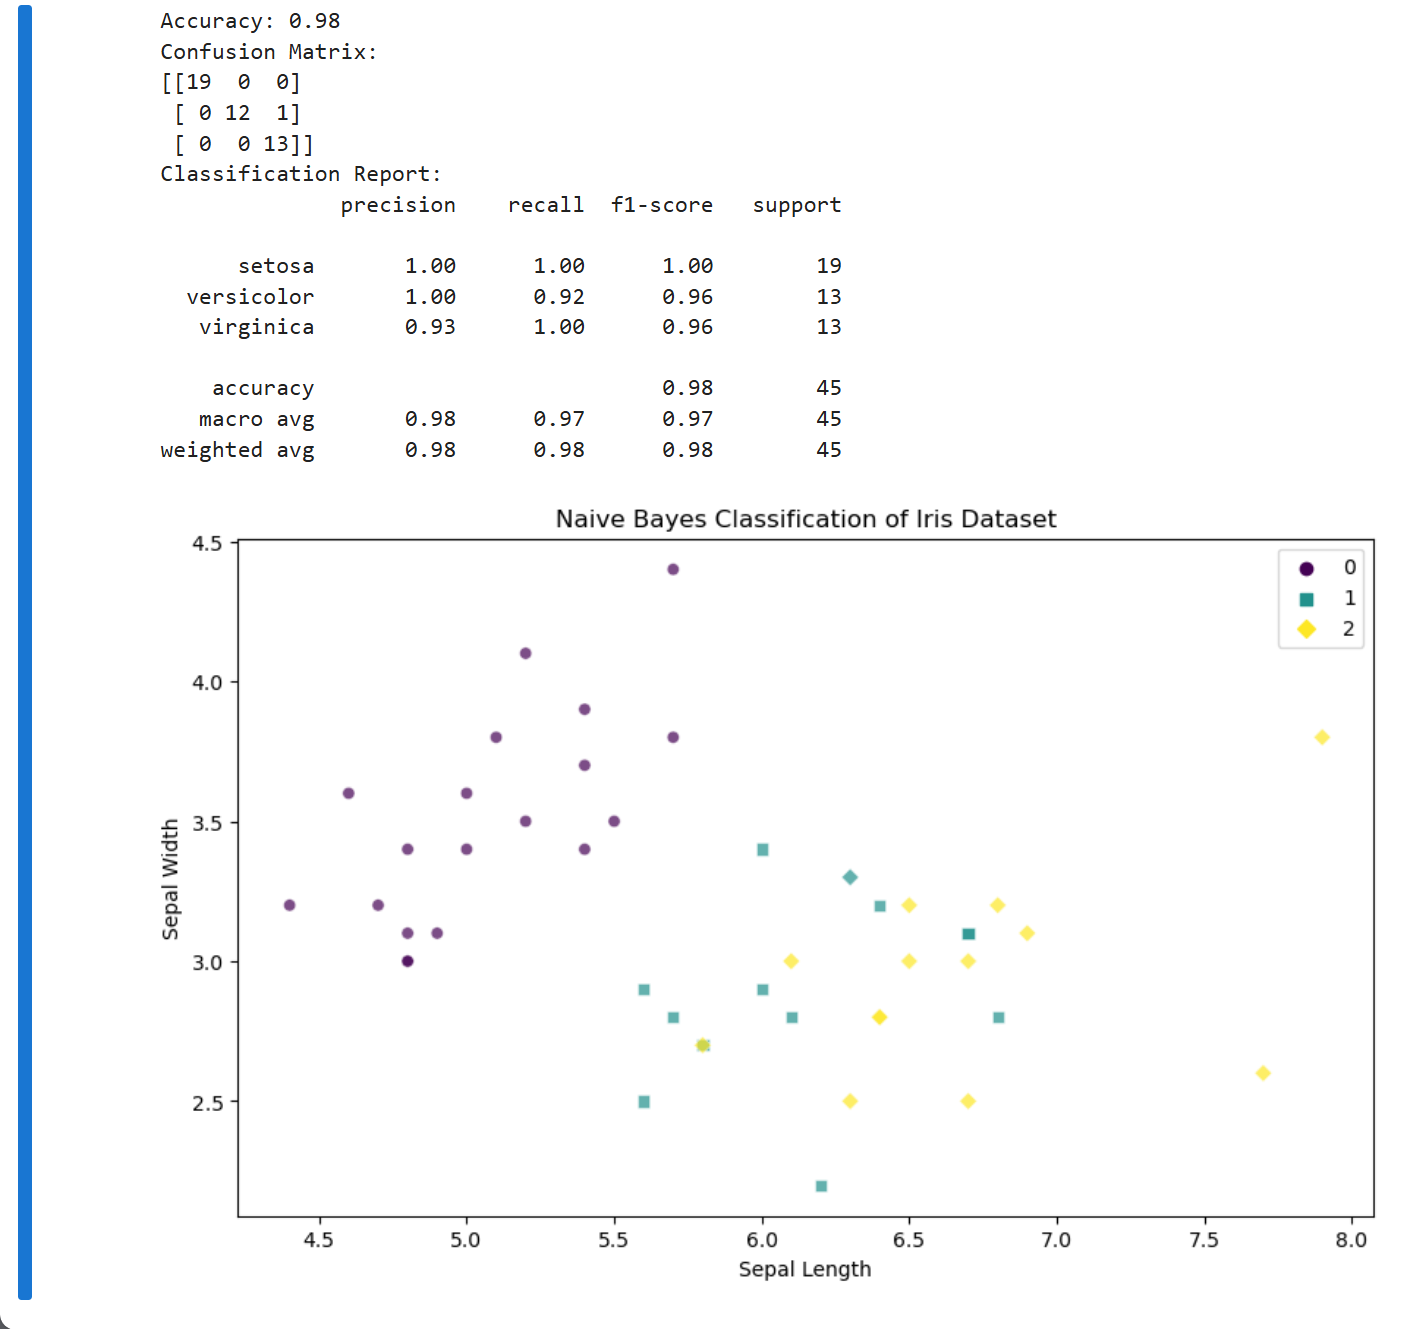 Accuracy: 0.98
Confusion Matrix:
[[19  0  0]
 [ 0 12  1]
 [ 0  0 13]]
Classification Report:
              precision    recall  f1-score   support
      setosa       1.00      1.00      1.00        19
  versicolor       1.00      0.92      0.96        13
   virginica       0.93      1.00      0.96        13
    accuracy                           0.98        45
   macro avg       0.98      0.97      0.97        45
weighted avg       0.98      0.98      0.98        45
Naive Bayes Classification of Iris Dataset
0
1
2
4.5
4.0
3.5
3.0
2.5
Sepal Width
4.5 5.0 5.5 6.0 6.5 7.0 7.5 8.0
Sepal Length